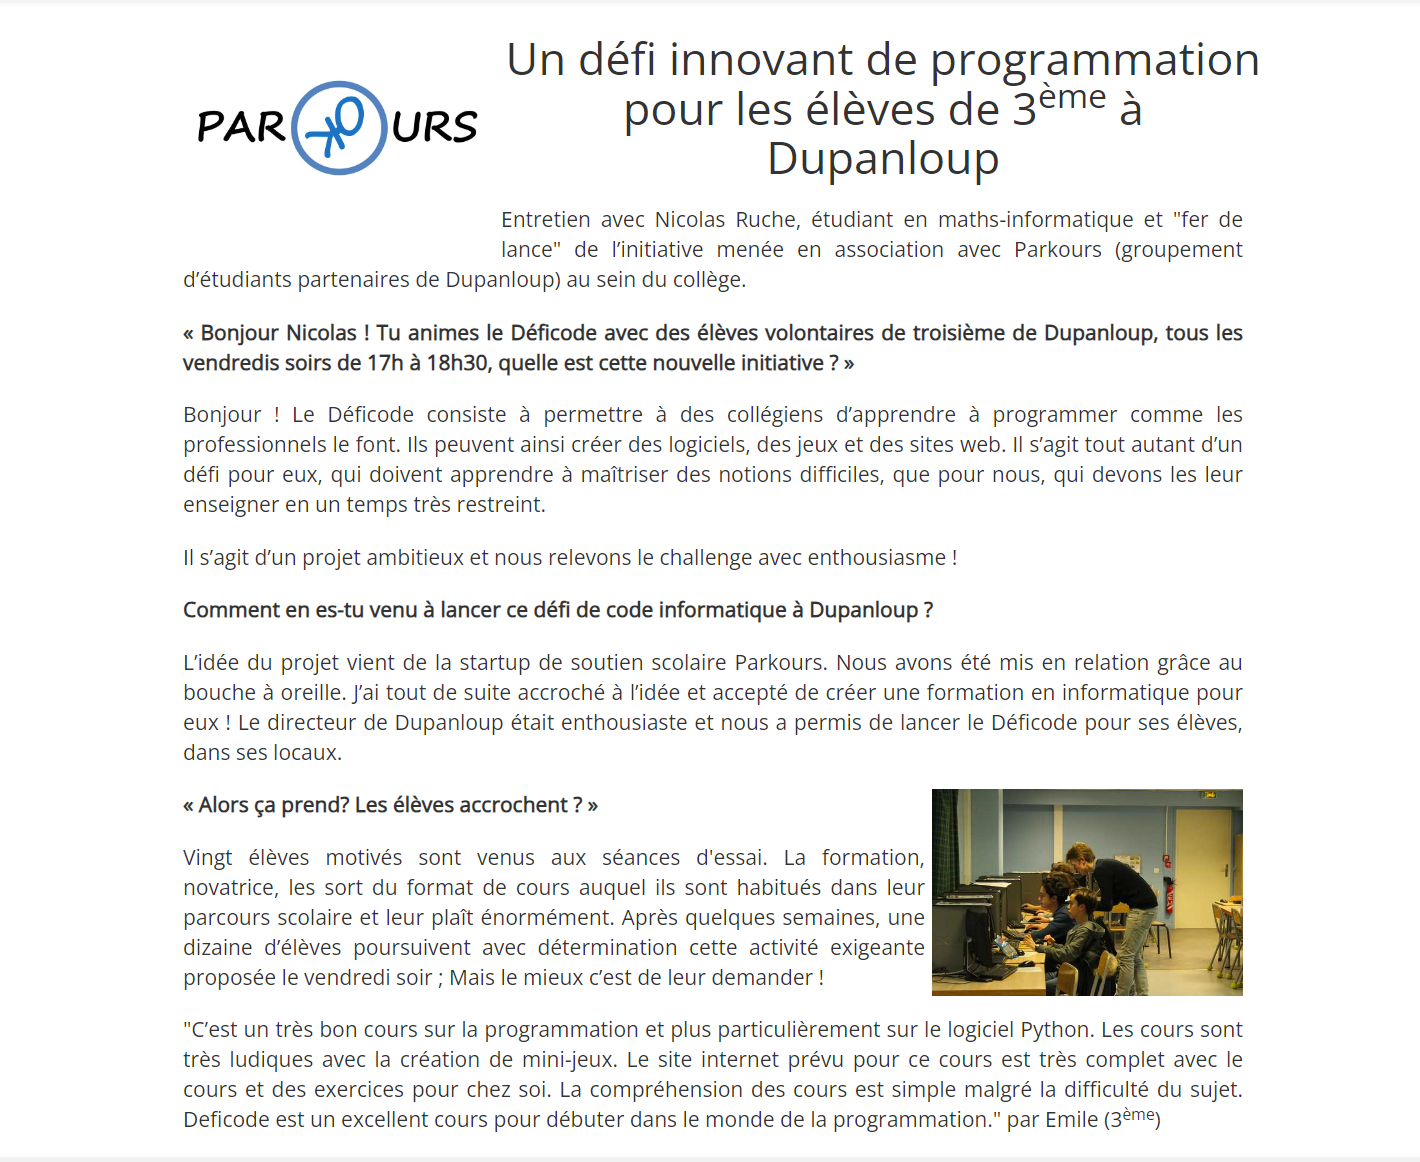 PARKOURS
Un défi innovant de programmation
pour les élèves de 3ème à
Dupanloup
Entretien avec Nicolas Ruche, étudiant en maths-informatique et "fer de
lance" de l’initiative menée en association avec Parkours (groupement
d’étudiants partenaires de Dupanloup) au sein du collège.
« Bonjour Nicolas ! Tu animes le Déficode avec des élèves volontaires de troisième de Dupanloup, tous les
vendredis soirs de 17h à 18h30, quelle est cette nouvelle initiative ? »
Bonjour ! Le Déficode consiste à permettre à des collégiens d’apprendre à programmer comme les
professionnels le font. Ils peuvent ainsi créer des logiciels, des jeux et des sites web. Il s’agit tout autant d’un
défi pour eux, qui doivent apprendre à maîtriser des notions difficiles, que pour nous, qui devons les leur
enseigner en un temps très restreint.
Il s’agit d’un projet ambitieux et nous relevons le challenge avec enthousiasme !
Comment en es-tu venu à lancer ce défi de code informatique à Dupanloup ?
L’idée du projet vient de la startup de soutien scolaire Parkours. Nous avons été mis en relation grâce au
bouche à oreille. J’ai tout de suite accroché à l’idée et accepté de créer une formation en informatique pour
eux ! Le directeur de Dupanloup était enthousiaste et nous a permis de lancer le Déficode pour ses élèves,
dans ses locaux.
« Alors ça prend? Les élèves accrochent ? »
Vingt élèves motivés sont venus aux séances d'essai. La formation,
novatrice, les sort du format de cours auquel ils sont habitués dans leur
parcours scolaire et leur plaît énormément. Après quelques semaines, une
dizaine d’élèves poursuivent avec détermination cette activité exigeante
proposée le vendredi soir ; Mais le mieux c’est de leur demander !
"C’est un très bon cours sur la programmation et plus particulièrement sur le logiciel Python. Les cours sont
très ludiques avec la création de mini-jeux. Le site internet prévu pour ce cours est très complet avec le
cours et des exercices pour chez soi. La compréhension des cours est simple malgré la difficulté du sujet.
Deficode est un excellent cours pour débuter dans le monde de la programmation." par Emile (3ème)